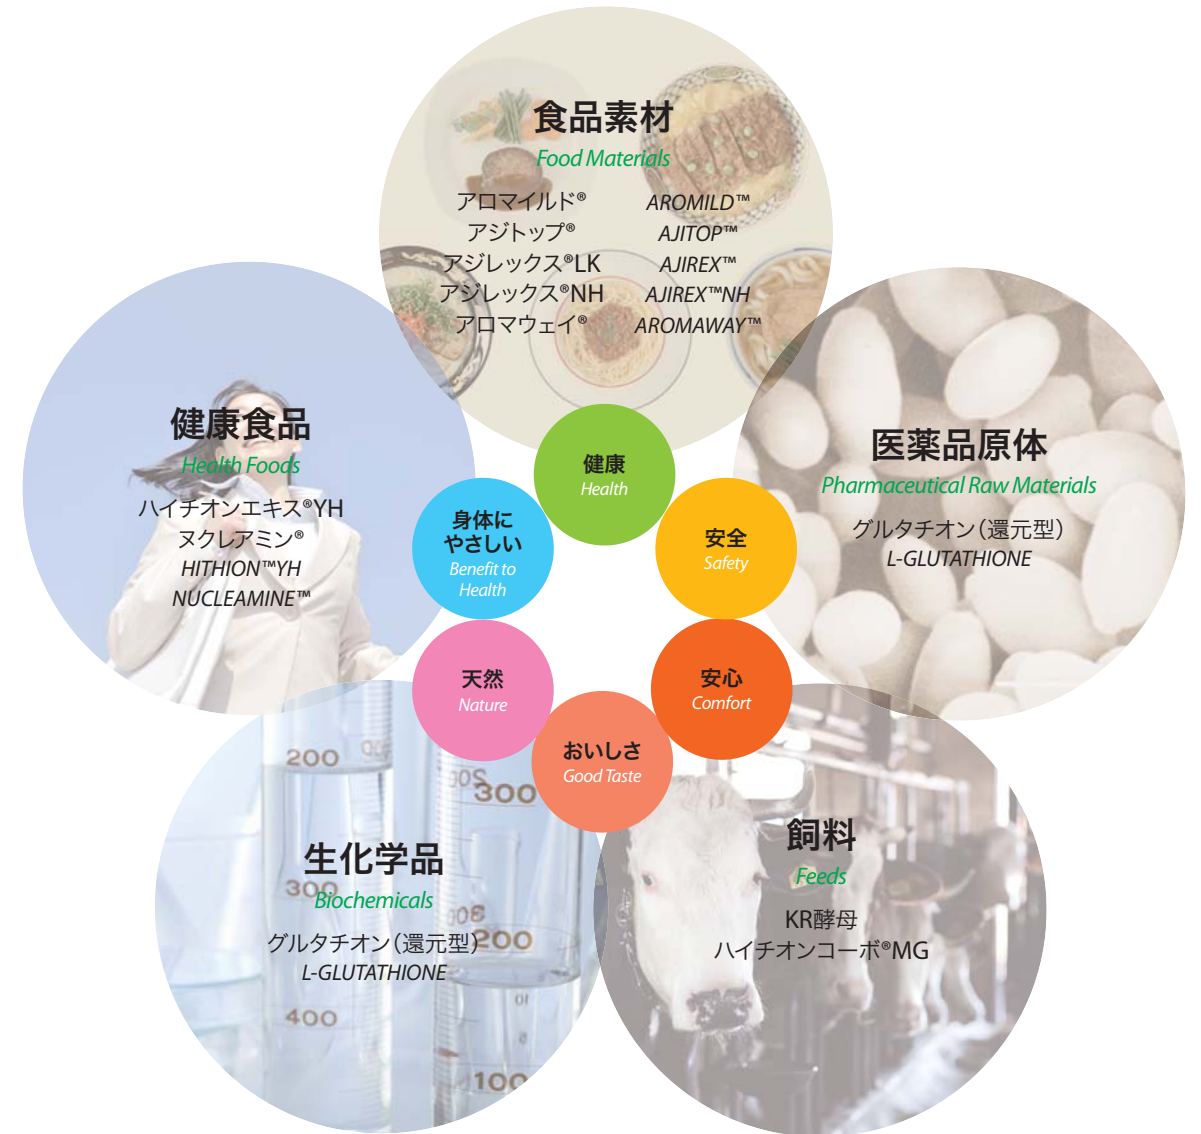 食品素材
Food Materials
アロマイルド® AROMILD™
アジトップ® AJITOP™
アジレックス®LK AJIREX™
アジレックス®NH AJIREX™NH
アロマウェイ® AROMAWAY™
健康食品
Health Foods
ハイチオンエキス®YH
ヌクレアミン®
HITHION™YH
NUCLEAMINE™
医薬品原体
Pharmaceutical Raw Materials
グルタチオン(還元型)
L-GLUTATHIONE
健康
Health
身体に
やさしい
Benefit to
Health
安全
Safety
天然
Nature
安心
Comfort
おいしさ
Good Taste
生化学品
Biochemicals
グルタチオン(還元型)
L-GLUTATHIONE
飼料
Feeds
KR酵母
ハイチオンコーボ®MG
200
300
300
200
400
100